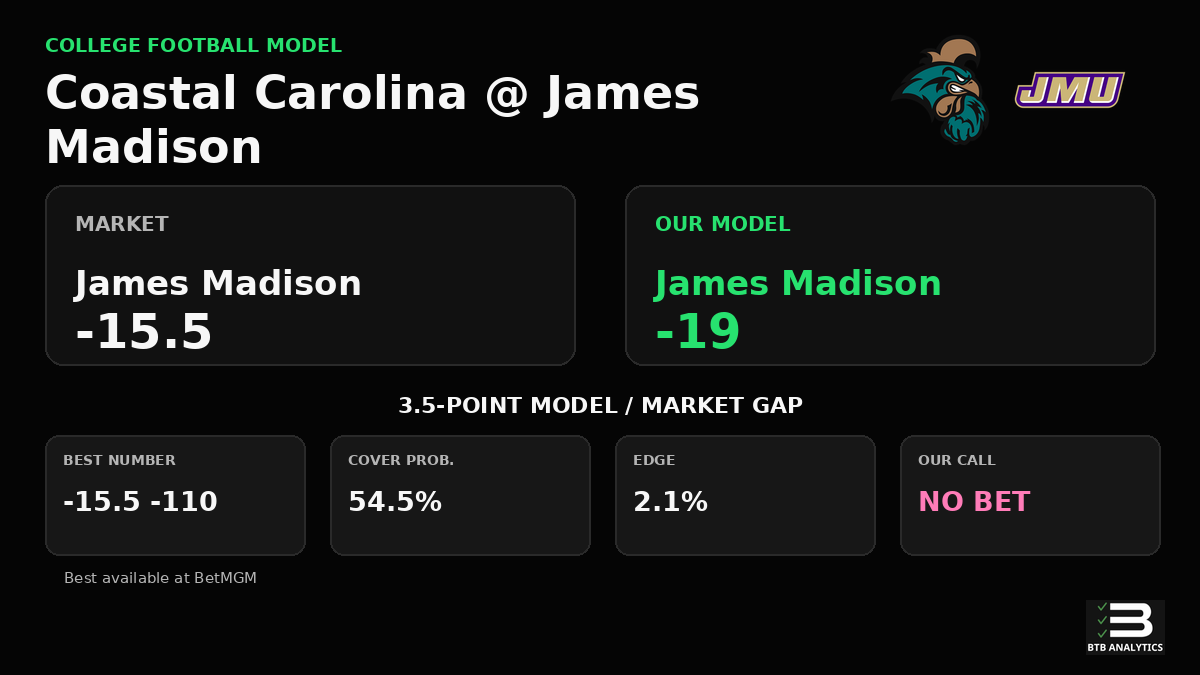 COLLEGE FOOTBALL MODEL
Coastal Carolina @ James
Madison
JMU
MARKET
James Madison
-15.5
OUR MODEL
James Madison
-19
3.5-POINT MODEL / MARKET GAP
BEST NUMBER
-15.5 -110
COVER PROB.
54.5%
EDGE
2.1%
OUR CALL
NO BET
Best available at BetMGM
B
BTB ANALYTICS